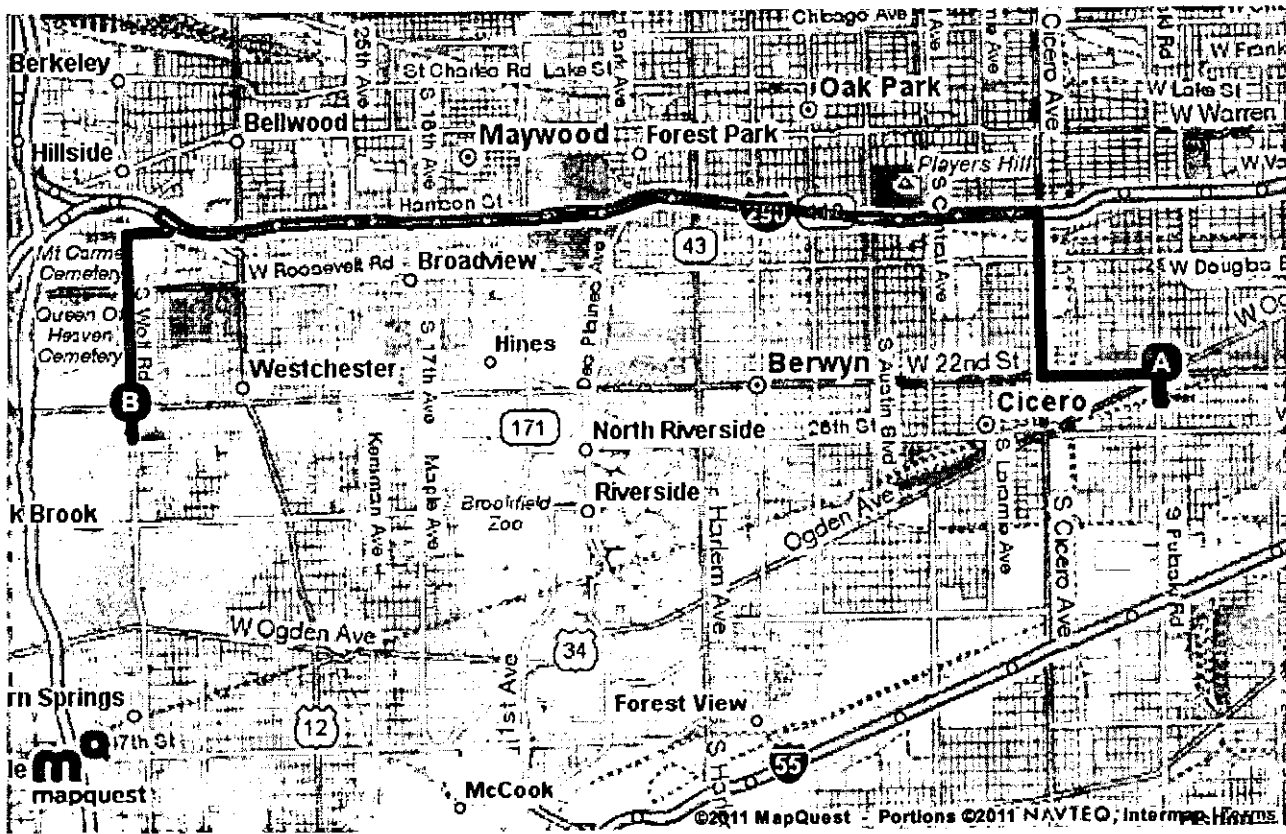 Chicago Ave
Cicero Ave
25th Ave
Park Ave
Berkeley
St Charles Rd
Lake St
W Lake St
Oak Park
W Warren
Bellwood
S 18th Ave
Maywood
Forest Park
Hillside
Players Hill
Harrison St
290
43
W Roosevelt Rd
Broadview
Cemetery
Queen Of
Heaven
Cemetery
S Wolf Rd
W Douglas B
Des Plaines Ave
Hines
Westchester
S 17th Ave
Berwyn
W 22nd St
A
B
S Austin Blvd
Cicero
171
North Riverside
26th St
Maple Ave
Brookfield
Zoo
Riverside
k Brook
Harlem Ave
Ogden Ave
S Laramie Ave
S Cicero Ave
S Pulaski Rd
W Ogden Ave
34
1st Ave
rn Springs
12
Forest View
47th St
S Harl
55
mapquest
McCook
©2011 MapQuest - Portions ©2011 NAVTEQ, Intermap